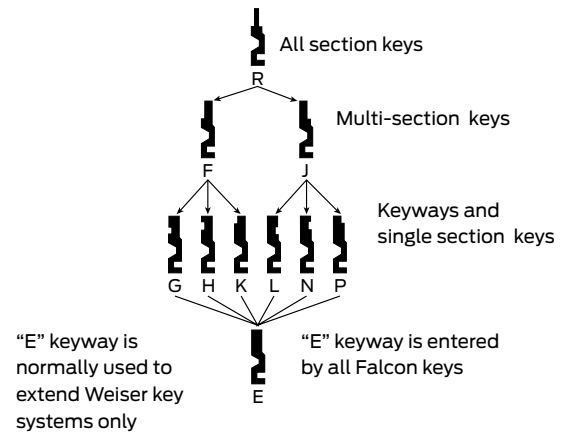 All section keys
R
Multi-section keys
F J
Keyways and
single section keys
G H K L N P
“E” keyway is
normally used to
extend Weiser key
systems only
“E” keyway is entered
by all Falcon keys
E